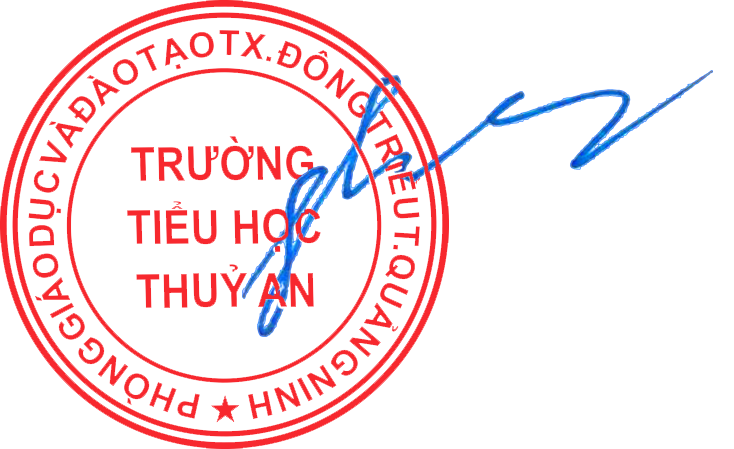 PHÒNG GIÁO DỤC VÀ ĐÀO TẠO TX. ĐÔNG TRIỀU T. QUẢNG NINH
TRƯỜNG
TIỂU HỌC
THUỶ AN